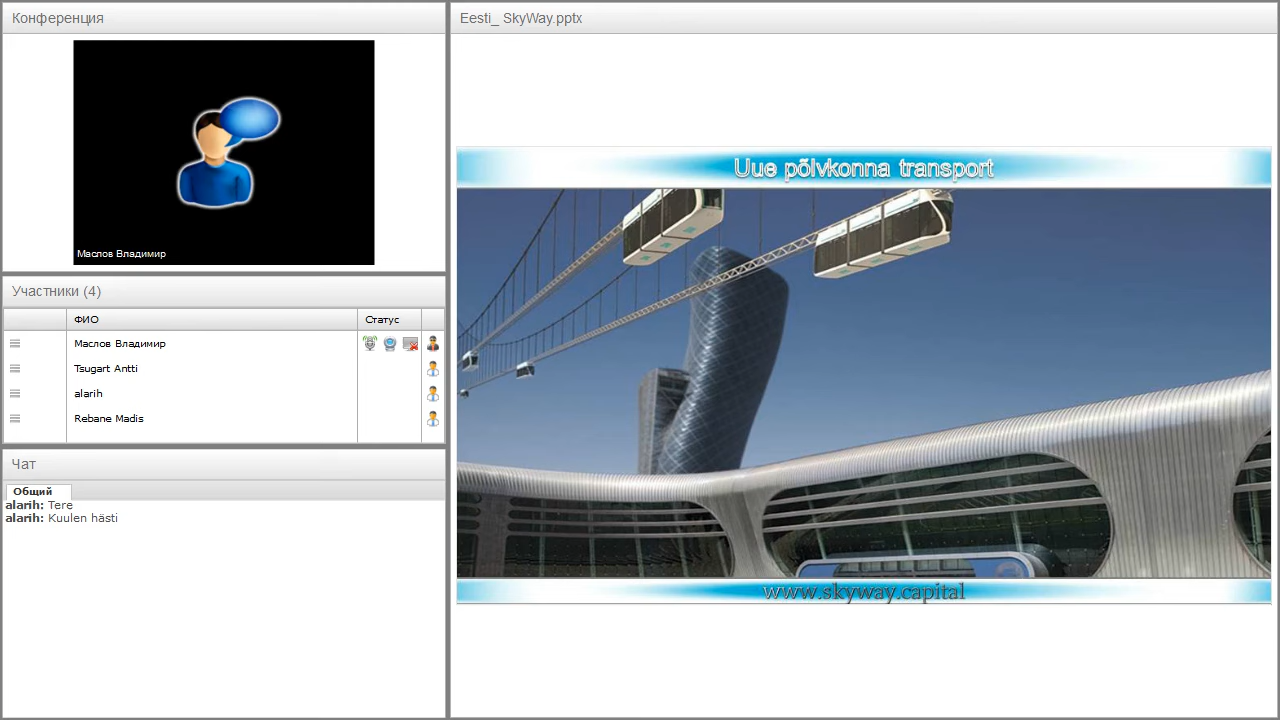 Конференция
Маслов Владимир
Участники (4)
ФИО Статус
Маслов Владимир
Tsugart Antti
alarih
Rebane Madis
Чат
Общий
alarih: Tere
alarih: Kuulen hästi
Eesti_ SkyWay.pptx
Uue põlvkonna transport
www.skyway.capital